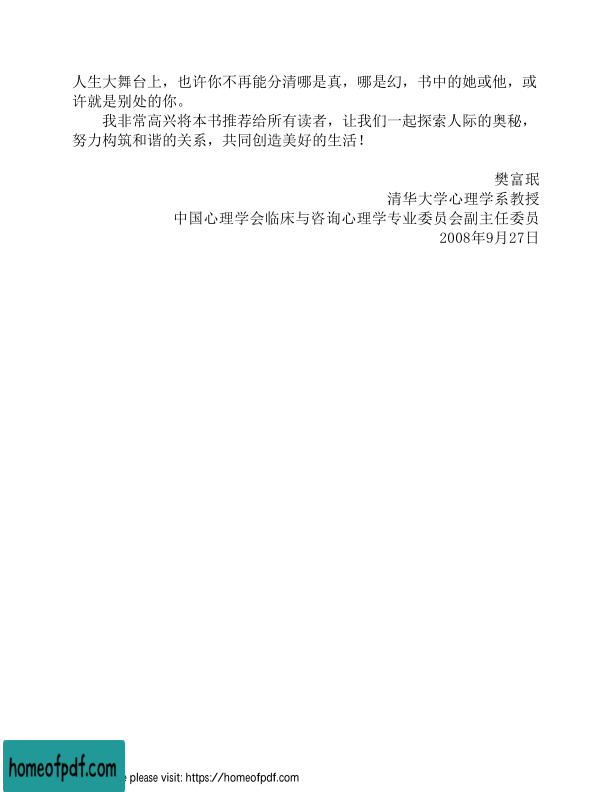 人生大舞台上，也许你不再能分清哪是真，哪是幻，书中的她或他，或
许就是别处的你。
我非常高兴将本书推荐给所有读者，让我们一起探索人际的奥秘，
努力构筑和谐的关系，共同创造美好的生活！
樊富珉
清华大学心理学系教授
中国心理学会临床与咨询心理学专业委员会副主任委员
2008年9月27日
homeofpdf.com
e please visit: https://homeofpdf.com